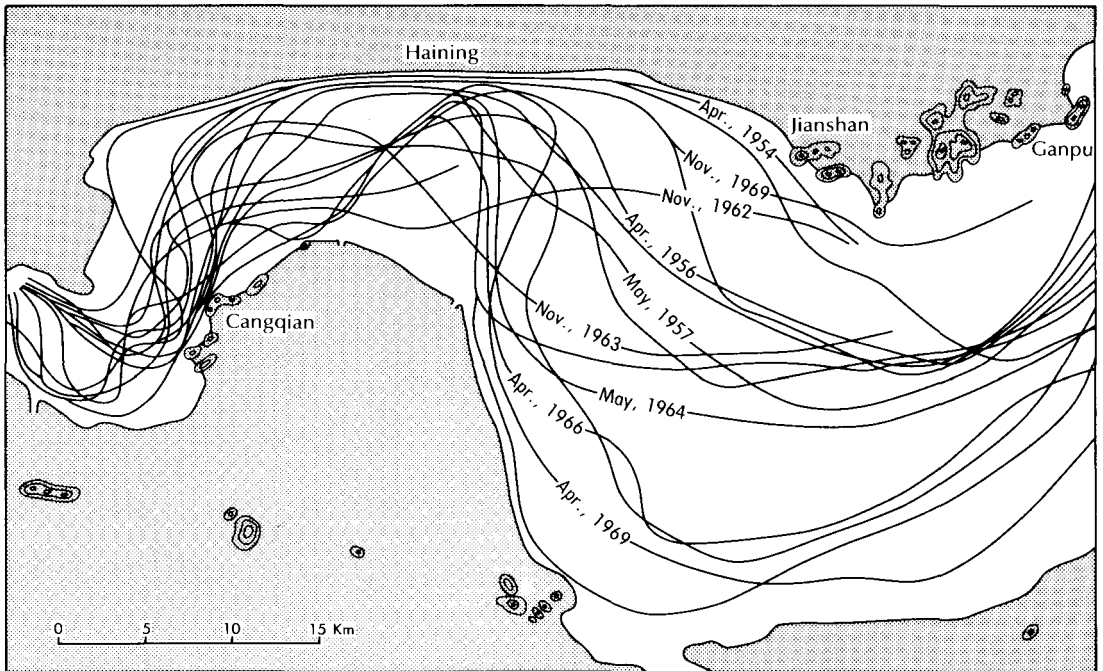 Haining
Jianshan
Ganpu
Apr., 1954
Nov., 1969
Nov., 1962
Apr., 1956
May, 1957
Cangqian
Nov., 1963
May, 1964
Apr., 1966
Apr., 1969
0 5 10 15 Km